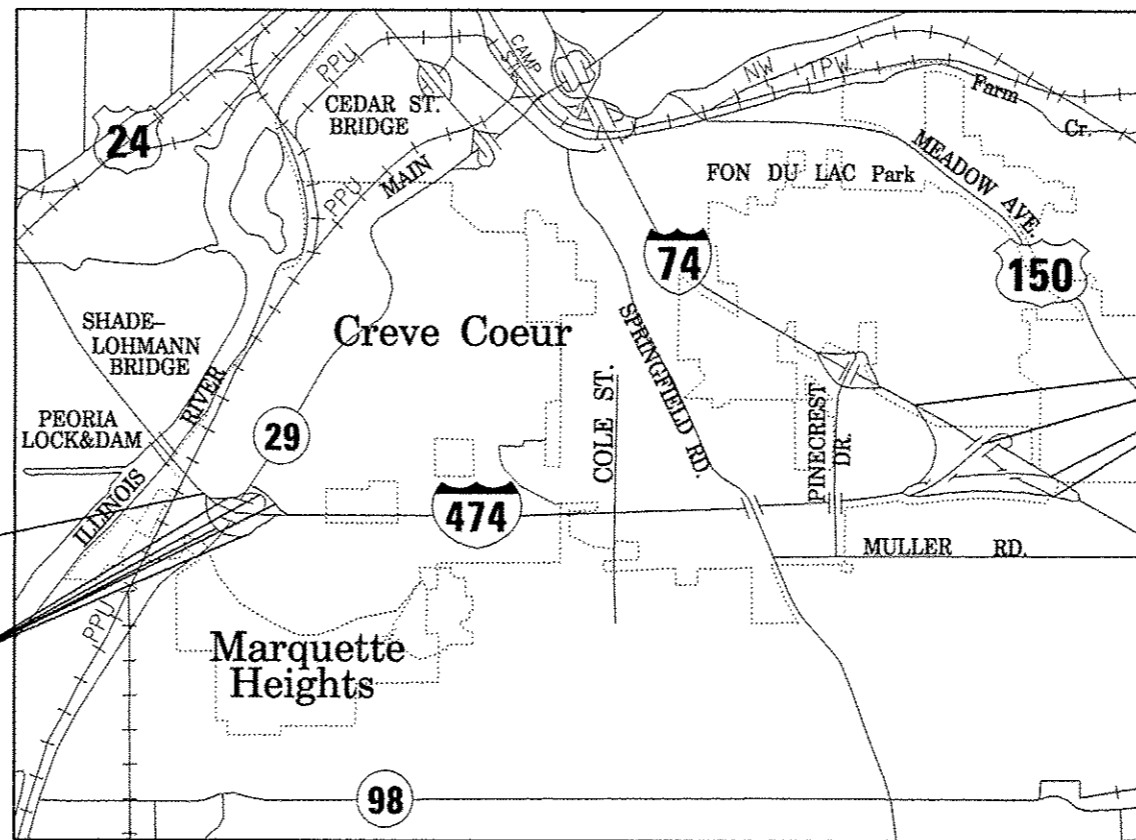 PPU
CAMP
NW
TPW
Farm
Cr.
24
CEDAR ST.
BRIDGE
PPU
MAIN
FON DU LAC Park
MEADOW AVE.
74
150
SHADE–
LOHMANN
BRIDGE
Creve Coeur
SPRINGFIELD RD.
PEORIA
LOCK&DAM
ILLINOIS RIVER
29
COLE ST.
PINECREST
DR.
474
MULLER RD.
PPU
Marquette
Heights
98